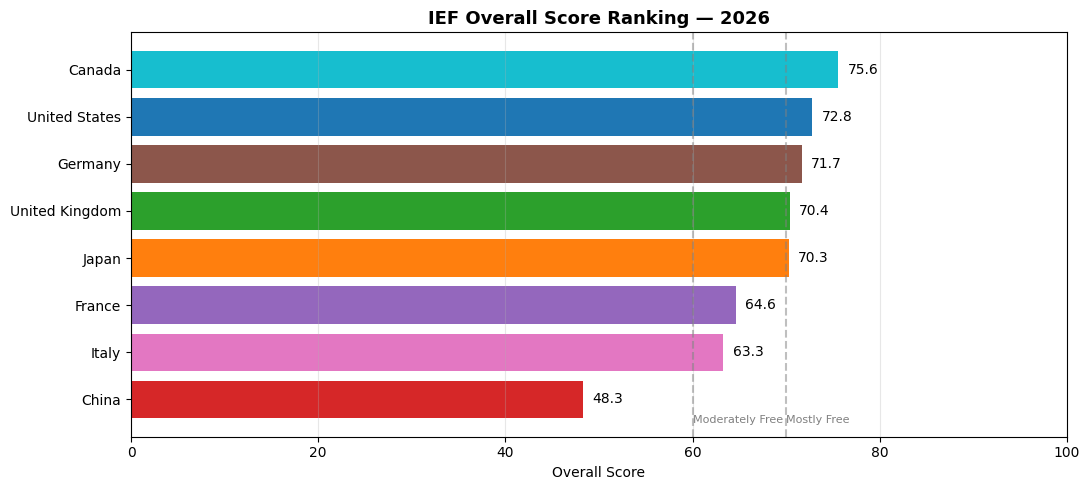 IEF Overall Score Ranking — 2026
Canada 75.6
United States 72.8
Germany 71.7
United Kingdom 70.4
Japan 70.3
France 64.6
Italy 63.3
China 48.3
Moderately Free Mostly Free
0 20 40 60 80 100
Overall Score